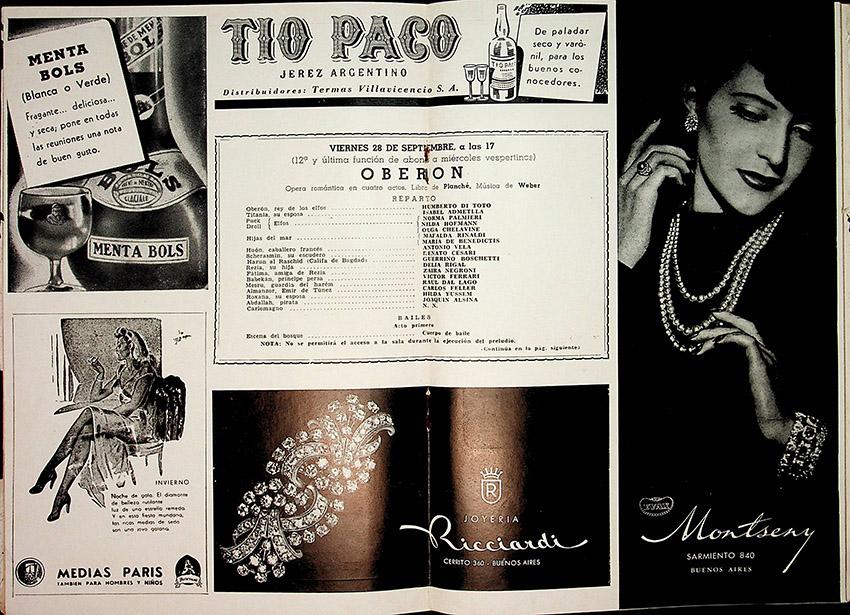 MENTA
BOLS
(Blanca o Verde)
Fragante... deliciosa...
y seca, pone en todas
las reuniones una nota
de buen gusto.
BOLS
MENTA BOLS
TIO PACO
JEREZ ARGENTINO
Distribuidores: Termas Villavicencio S. A.
De paladar
seco y varo-
nil, para los
buenos co-
nocedores.
VIERNES 28 DE SEPTIEMBRE, a las 17
(12ª y última función de abono a miércoles vespertinos)
OBERON
Opera romántica en cuatro actos. Libro de Planché, Música de Weber
REPARTO
Oberón, rey de los elfos HUMBERTO DI TOTO
Titania, su esposa ISABEL ADMETLLA
Puck } Elfos NORMA PALMIERI
Droll NILDA HOFMANN
OLGA CHELAVINE
Hijas del mar MAFALDA RINALDI
MARIA DE BENEDICTIS
Huón, caballero francés ANTONIO VELA
Scherasmin, su escudero RENATO CESARI
Harun al Raschid (Califa de Bagdad) GUERRINO BOSCHETTI
Rezia, su hija DELIA RIGAL
Fátima, amiga de Rezia ZAIRA NEGRONI
Babekán, príncipe persa VICTOR FERRARI
Mesru, guardia del harém RAUL DAL LAGO
Almanzor, Emir de Túnez CARLOS FELLER
Roxana, su esposa HILDA YUSSEM
Abdallah, pirata JOAQUIN ALSINA
Carlomagno N. N.
BAILES
Acto primero
Escena del bosque Cuerpo de baile
NOTA: No se permitirá el acceso a la sala durante la ejecución del preludio.
(Continúa en la pág. siguiente)
INVIERNO
Noche de gala. El diamante
de belleza rutilante
luz de una estrella remeda.
Y en esta fiesta mundana,
las ricas medias de seda
son una joya galana.
MEDIAS PARIS
TAMBIEN PARA HOMBRES Y NIÑOS
R
JOYERIA
Ricciardi
CERRITO 360 - BUENOS AIRES
Montseny
SARMIENTO 840
BUENOS AIRES